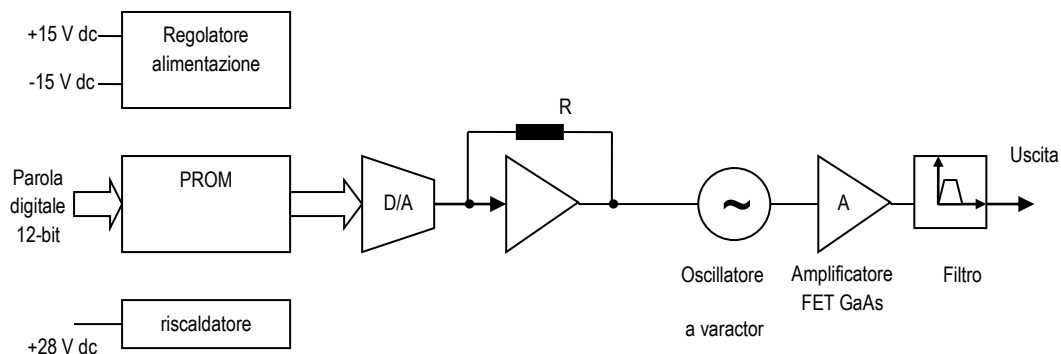 +15 V dc
-15 V dc
Regolatore
alimentazione
R
Parola
digitale
12-bit
PROM
D/A
~
A
Uscita
Oscillatore
a varactor
Amplificatore
FET GaAs
Filtro
riscaldatore
+28 V dc